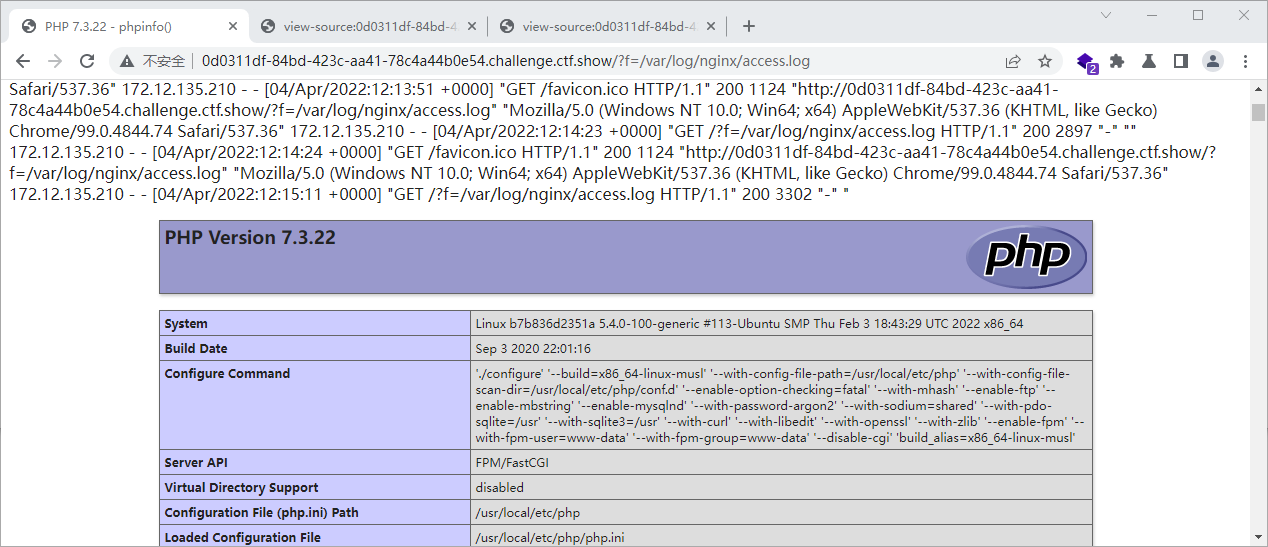 PHP 7.3.22 - phpinfo()
view-source:0d0311df-84bd-4
view-source:0d0311df-84bd-4
不安全
0d0311df-84bd-423c-aa41-78c4a44b0e54.challenge.ctf.show/?f=/var/log/nginx/access.log
2
Safari/537.36" 172.12.135.210 - - [04/Apr/2022:12:13:51 +0000] "GET /favicon.ico HTTP/1.1" 200 1124 "http://0d0311df-84bd-423c-aa41-
78c4a44b0e54.challenge.ctf.show/?f=/var/log/nginx/access.log" "Mozilla/5.0 (Windows NT 10.0; Win64; x64) AppleWebKit/537.36 (KHTML, like Gecko)
Chrome/99.0.4844.74 Safari/537.36" 172.12.135.210 - - [04/Apr/2022:12:14:23 +0000] "GET /?f=/var/log/nginx/access.log HTTP/1.1" 200 2897 "-" ""
172.12.135.210 - - [04/Apr/2022:12:14:24 +0000] "GET /favicon.ico HTTP/1.1" 200 1124 "http://0d0311df-84bd-423c-aa41-78c4a44b0e54.challenge.ctf.show/?
f=/var/log/nginx/access.log" "Mozilla/5.0 (Windows NT 10.0; Win64; x64) AppleWebKit/537.36 (KHTML, like Gecko) Chrome/99.0.4844.74 Safari/537.36"
172.12.135.210 - - [04/Apr/2022:12:15:11 +0000] "GET /?f=/var/log/nginx/access.log HTTP/1.1" 200 3302 "-" "
PHP Version 7.3.22
php
System
Linux b7b836d2351a 5.4.0-100-generic #113-Ubuntu SMP Thu Feb 3 18:43:29 UTC 2022 x86_64
Build Date
Sep 3 2020 22:01:16
Configure Command
'./configure' '--build=x86_64-linux-musl' '--with-config-file-path=/usr/local/etc/php' '--with-config-file-
scan-dir=/usr/local/etc/php/conf.d' '--enable-option-checking=fatal' '--with-mhash' '--enable-ftp' '--
enable-mbstring' '--enable-mysqlnd' '--with-password-argon2' '--with-sodium=shared' '--with-pdo-
sqlite=/usr' '--with-sqlite3=/usr' '--with-curl' '--with-libedit' '--with-openssl' '--with-zlib' '--enable-fpm' '--
with-fpm-user=www-data' '--with-fpm-group=www-data' '--disable-cgi' 'build_alias=x86_64-linux-musl'
Server API
FPM/FastCGI
Virtual Directory Support
disabled
Configuration File (php.ini) Path
/usr/local/etc/php
Loaded Configuration File
/usr/local/etc/php/php.ini